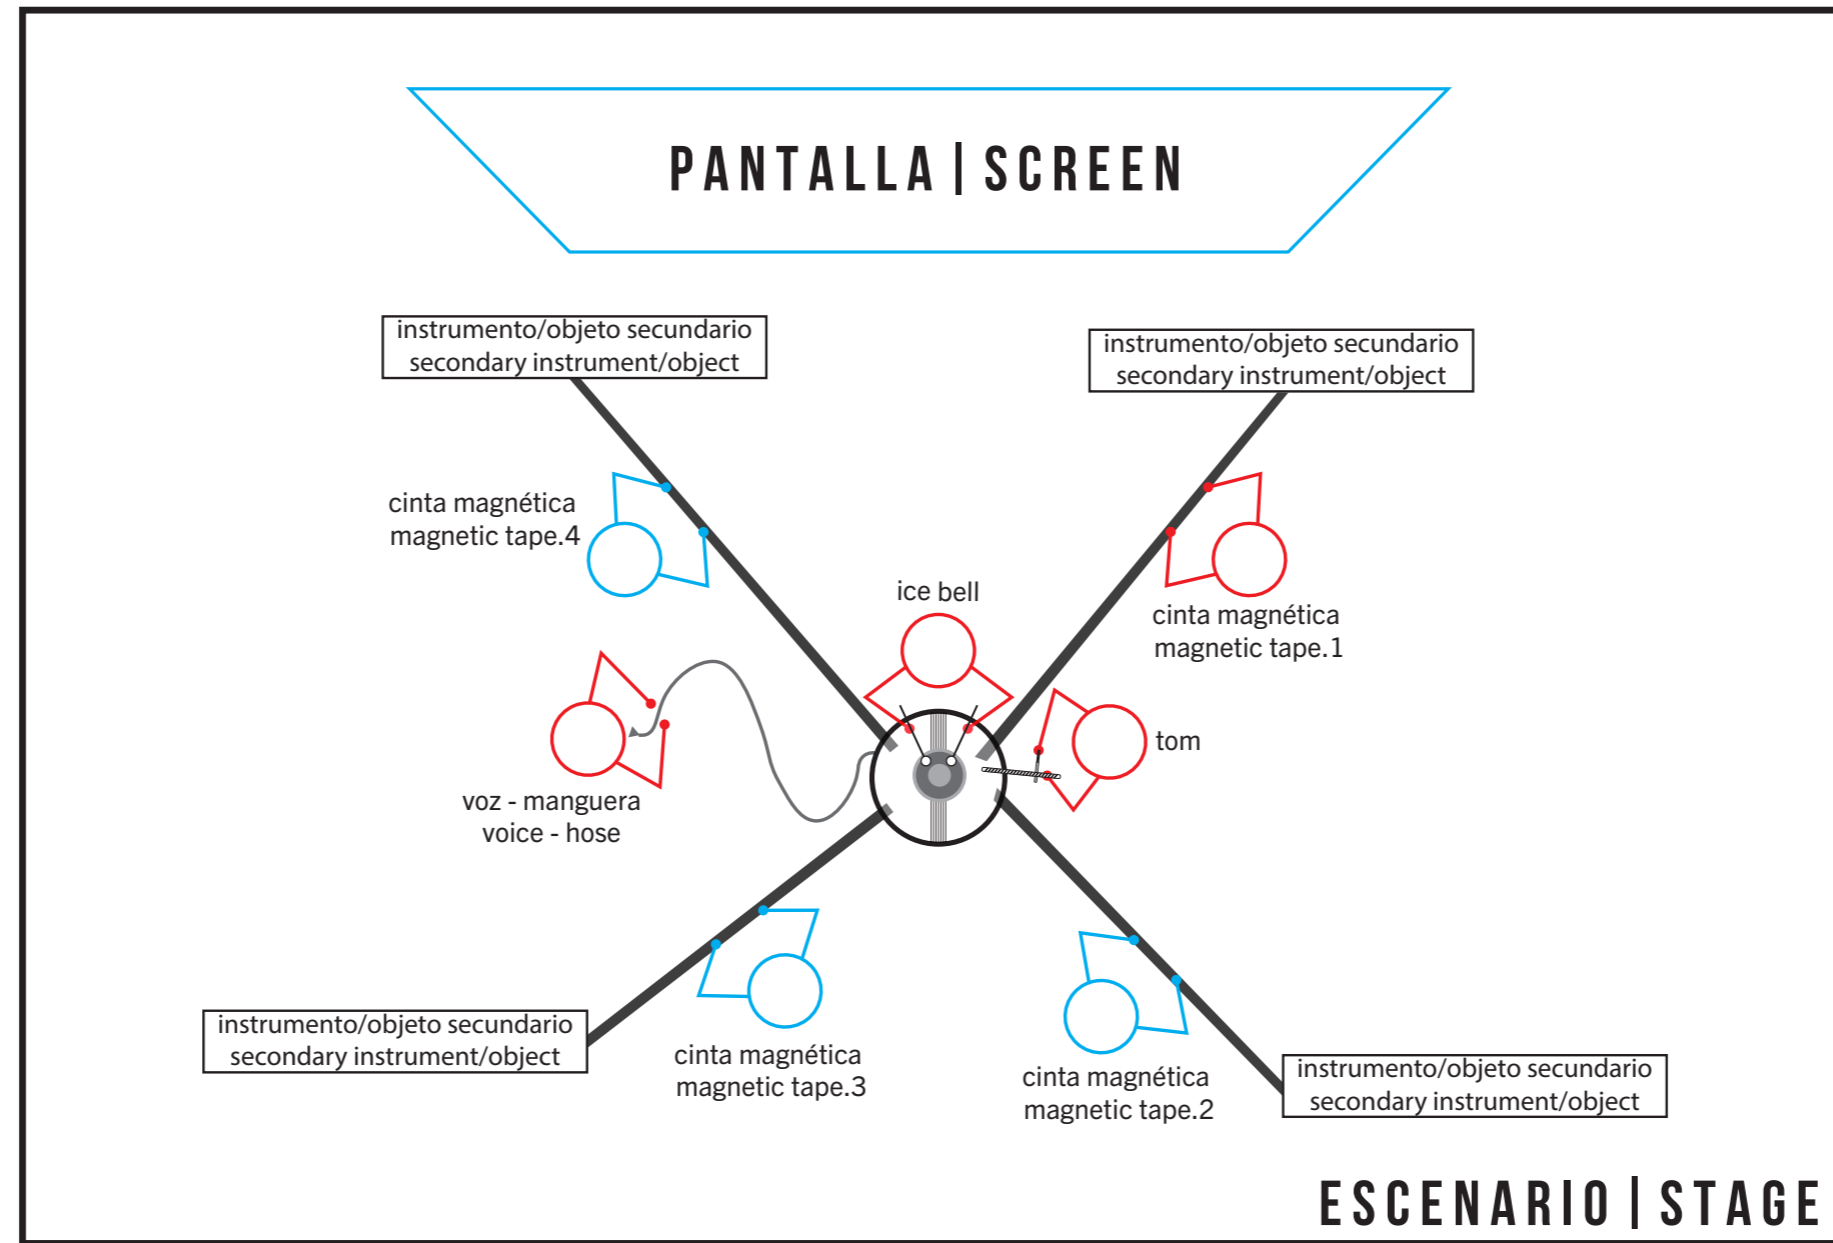 PANTALLA | SCREEN
instrumento/objeto secundario
secondary instrument/object
instrumento/objeto secundario
secondary instrument/object
cinta magnética
magnetic tape.4
ice bell
cinta magnética
magnetic tape.1
tom
voz - manguera
voice - hose
instrumento/objeto secundario
secondary instrument/object
cinta magnética
magnetic tape.3
cinta magnética
magnetic tape.2
instrumento/objeto secundario
secondary instrument/object
ESCENARIO | STAGE